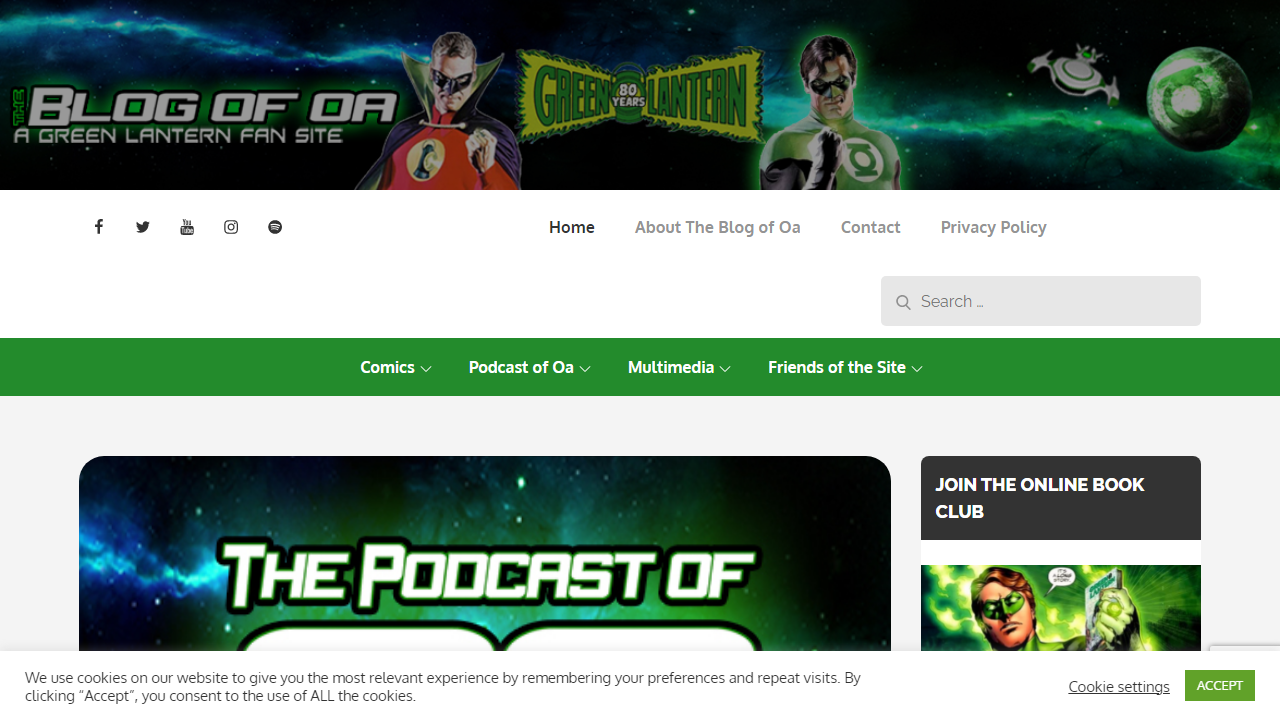 THE BLOG OF OA
A GREEN LANTERN FAN SITE
GREEN LANTERN
80 YEARS
Home About The Blog of Oa Contact Privacy Policy
Search …
Comics Podcast of Oa Multimedia Friends of the Site
THE PODCAST OF
JOIN THE ONLINE BOOK
CLUB
IT'S A LONG STORY.
We use cookies on our website to give you the most relevant experience by remembering your preferences and repeat visits. By
clicking “Accept”, you consent to the use of ALL the cookies.
Cookie settings
ACCEPT